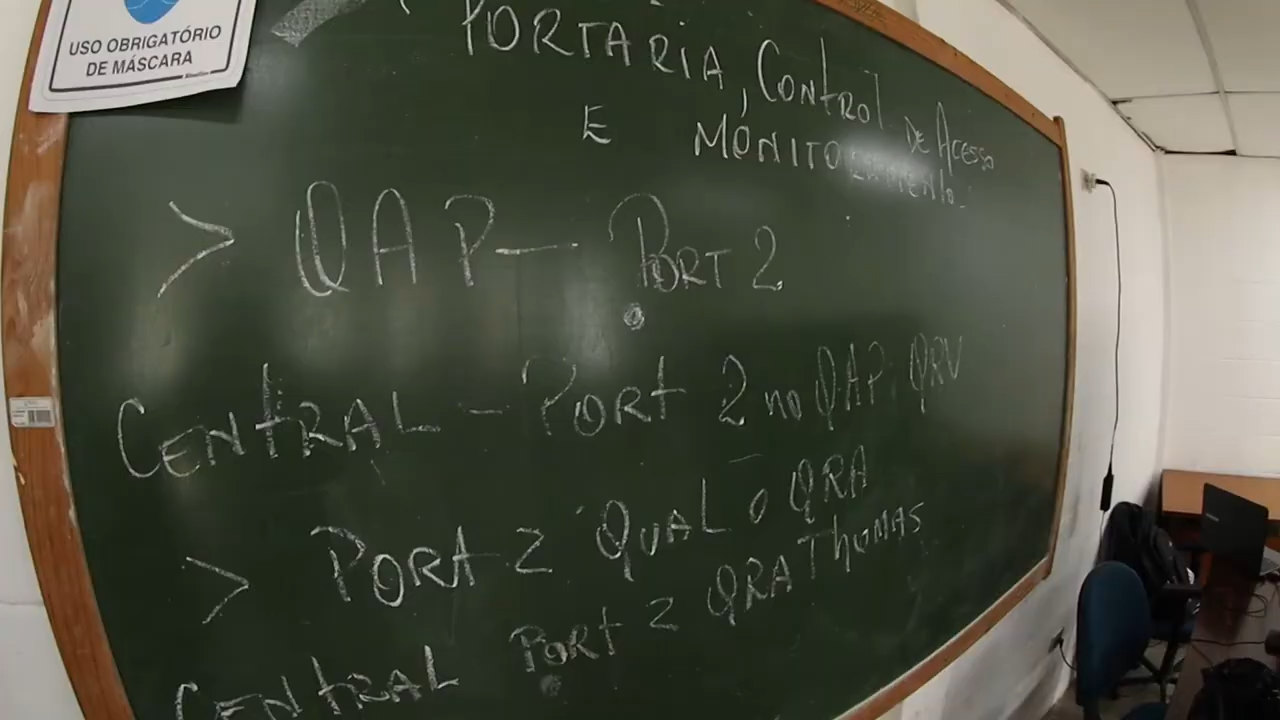 USO OBRIGATÓRIO
DE MÁSCARA
PORTARIA, Control DE Acesso
E MONITORAMENTO.
> QAP - PORT 2
CENTRAL - PORT 2 no QAP. QRV
> PORT 2 QUAL O QRA
CENTRAL PORT 2 QRA THOMAS